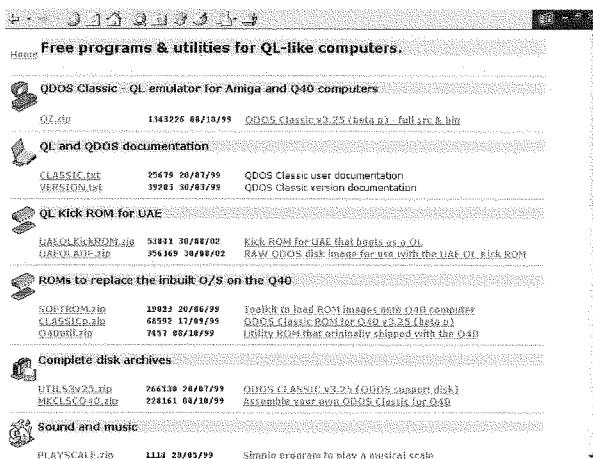 Home Free programs & utilities for QL-like computers.
QDOS Classic - QL emulator for Amiga and Q40 computers
QZ.zip 1343226 08/10/99 QDOS Classic v3.25 (beta p) - full src & bin
QL and QDOS documentation
CLASSIC.txt 25679 20/07/99 QDOS Classic user documentation
VERSION.txt 39283 30/03/99 QDOS Classic version documentation
QL Kick ROM for UAE
UAEQLKickROM.zip 53841 30/08/02 Kick ROM for UAE that boots as a QL
UAEQLADF.zip 356369 30/08/02 RAW QDOS disk image for use with the UAE QL Kick ROM
ROMs to replace the inbuilt O/S on the Q40
SOFTROM.zip 19023 20/06/99 Toolkit to load ROM images onto Q40 computer
CLASSICp.zip 68592 17/09/99 QDOS Classic ROM for Q40 v3.25 (beta p)
Q40util.zip 7457 08/10/99 Utility ROM that originally shipped with the Q40
Complete disk archives
UTILS3v25.zip 266130 20/07/99 QDOS CLASSIC v3.25 (QDOS support disk)
MKCLSCQ40.zip 228161 08/10/99 Assemble your own QDOS Classic for Q40
Sound and music
PLAYSCALE.zip 1114 20/05/99 Simple program to play a musical scale